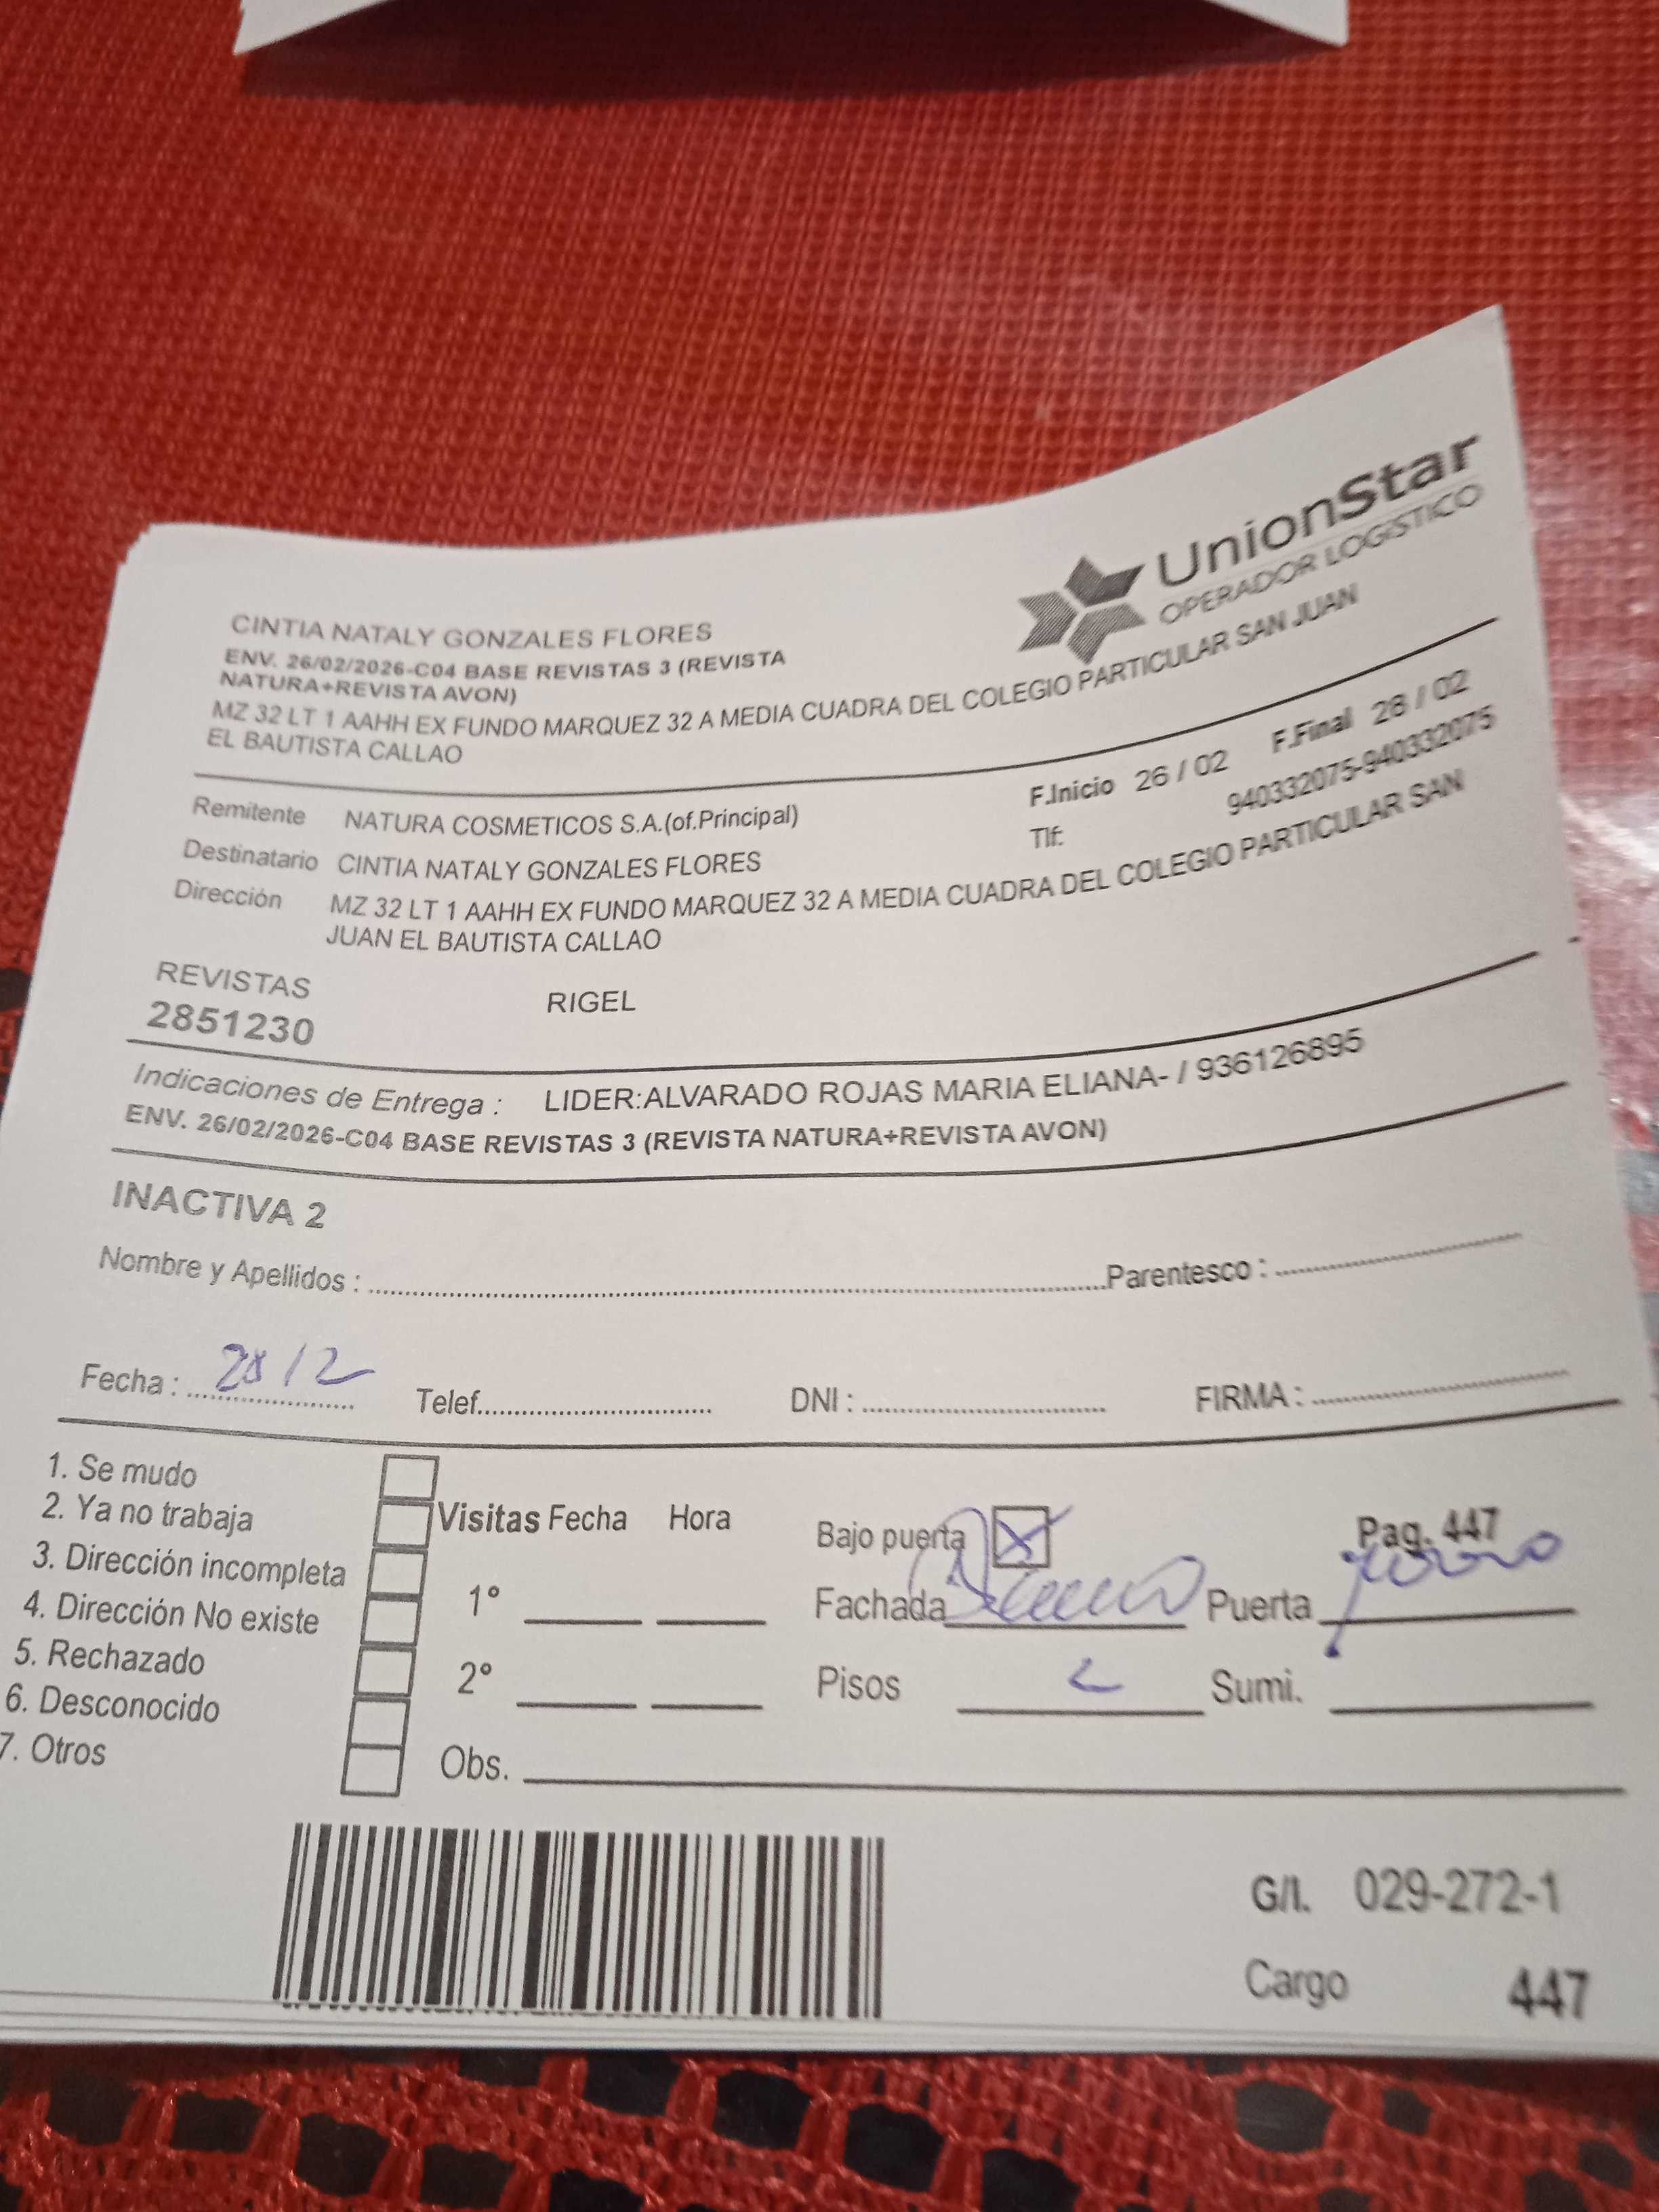 UnionStar
OPERADOR LOGÍSTICO
CINTIA NATALY GONZALES FLORES
ENV. 26/02/2026-C04 BASE REVISTAS 3 (REVISTA
NATURA+REVISTA AVON)
MZ 32 LT 1 AAHH EX FUNDO MARQUEZ 32 A MEDIA CUADRA DEL COLEGIO PARTICULAR SAN JUAN
EL BAUTISTA CALLAO
Remitente NATURA COSMETICOS S.A.(of.Principal) F.Inicio 26 / 02 F.Final 28 / 02
Destinatario CINTIA NATALY GONZALES FLORES Tlf: 940332075-940332075
Dirección MZ 32 LT 1 AAHH EX FUNDO MARQUEZ 32 A MEDIA CUADRA DEL COLEGIO PARTICULAR SAN
JUAN EL BAUTISTA CALLAO
REVISTAS RIGEL
2851230
Indicaciones de Entrega : LIDER:ALVARADO ROJAS MARIA ELIANA- / 936126895
ENV. 26/02/2026-C04 BASE REVISTAS 3 (REVISTA NATURA+REVISTA AVON)
INACTIVA 2
Nombre y Apellidos : Parentesco :
Fecha : 28/2 Telef. DNI : FIRMA :
1. Se mudo
2. Ya no trabaja Visitas Fecha Hora Bajo puerta X Pag. 447
3. Dirección incompleta
4. Dirección No existe 1° Fachada Puerta
5. Rechazado
6. Desconocido 2° Pisos 2 Sumi.
7. Otros Obs.
G/I. 029-272-1
Cargo 447